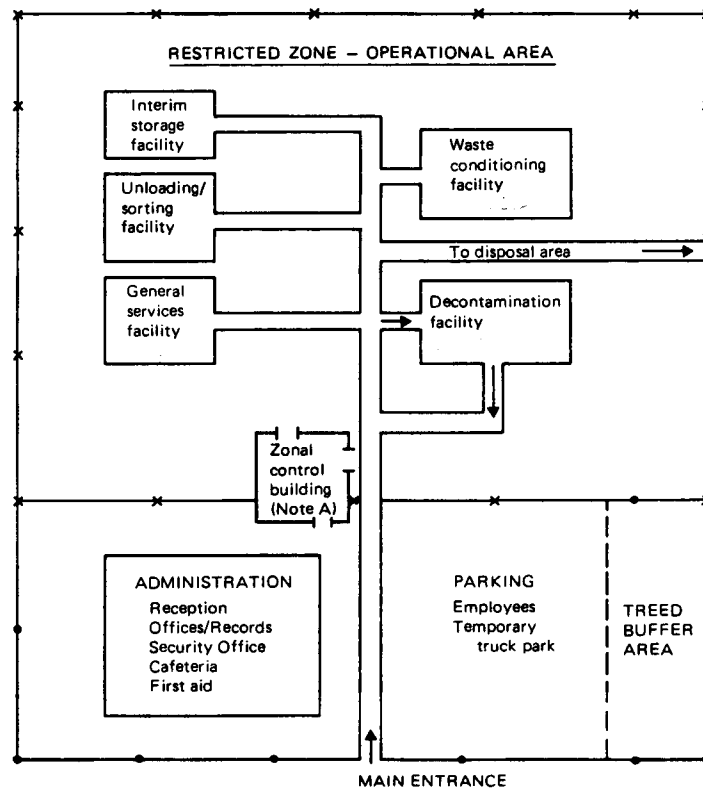 RESTRICTED ZONE – OPERATIONAL AREA
Interim
storage
facility
Waste
conditioning
facility
Unloading/
sorting
facility
To disposal area
General
services
facility
Decontamination
facility
Zonal
control
building
(Note A)
ADMINISTRATION
Reception
Offices/Records
Security Office
Cafeteria
First aid
PARKING
Employees
Temporary
truck park
TREED
BUFFER
AREA
MAIN ENTRANCE